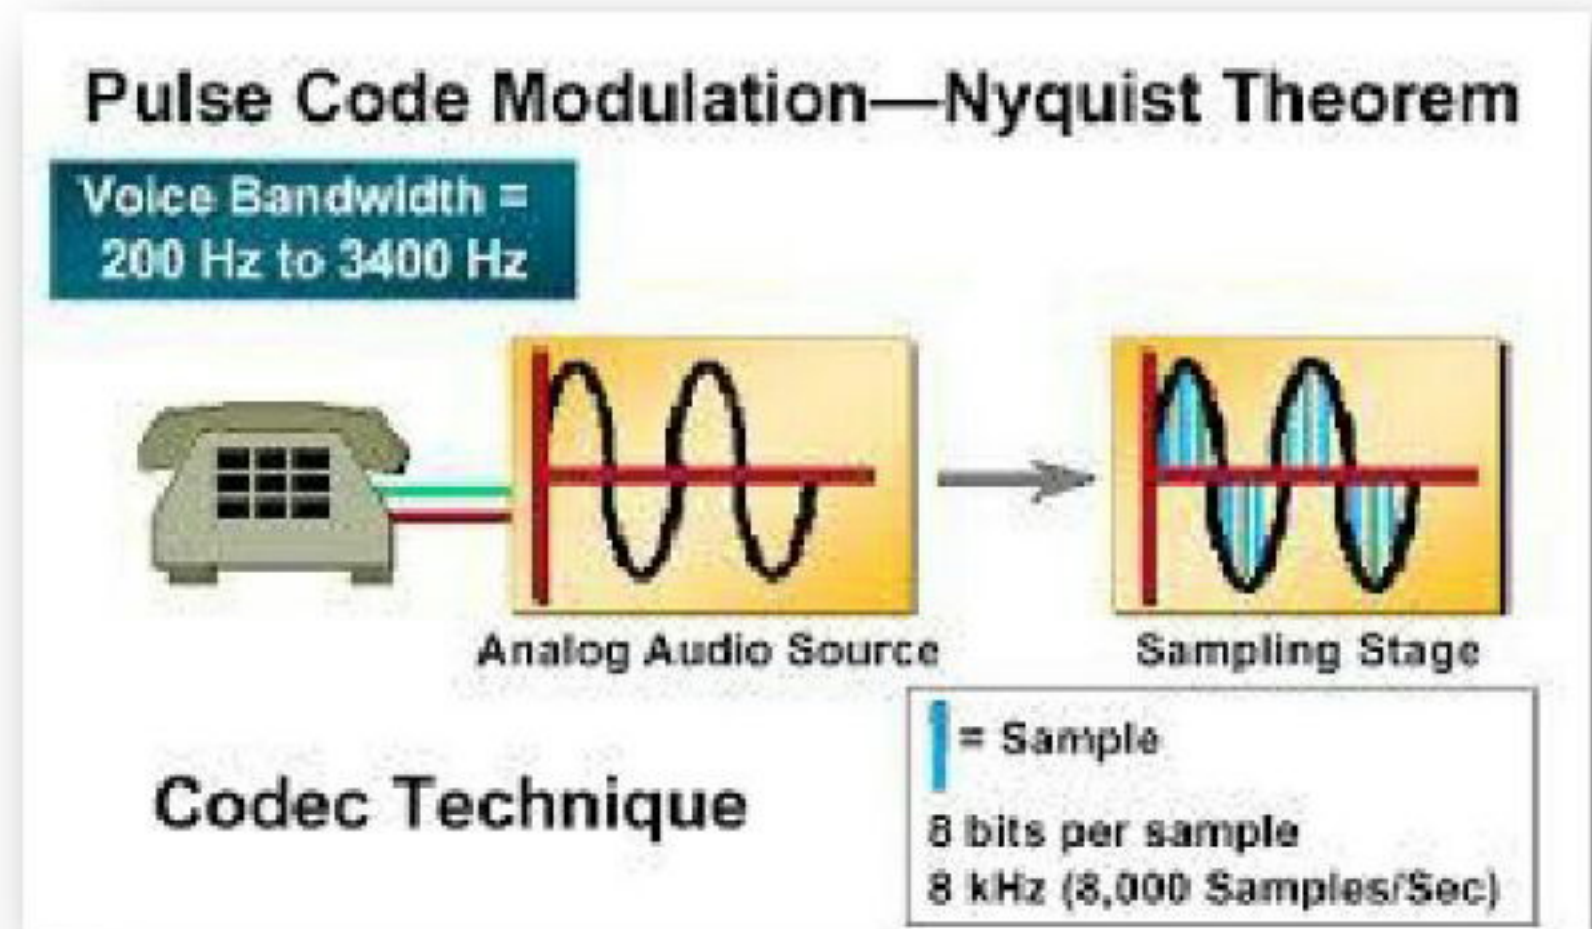 Pulse Code Modulation—Nyquist Theorem
Voice Bandwidth =
200 Hz to 3400 Hz
Analog Audio Source
Sampling Stage
= Sample
8 bits per sample
8 kHz (8,000 Samples/Sec)
Codec Technique